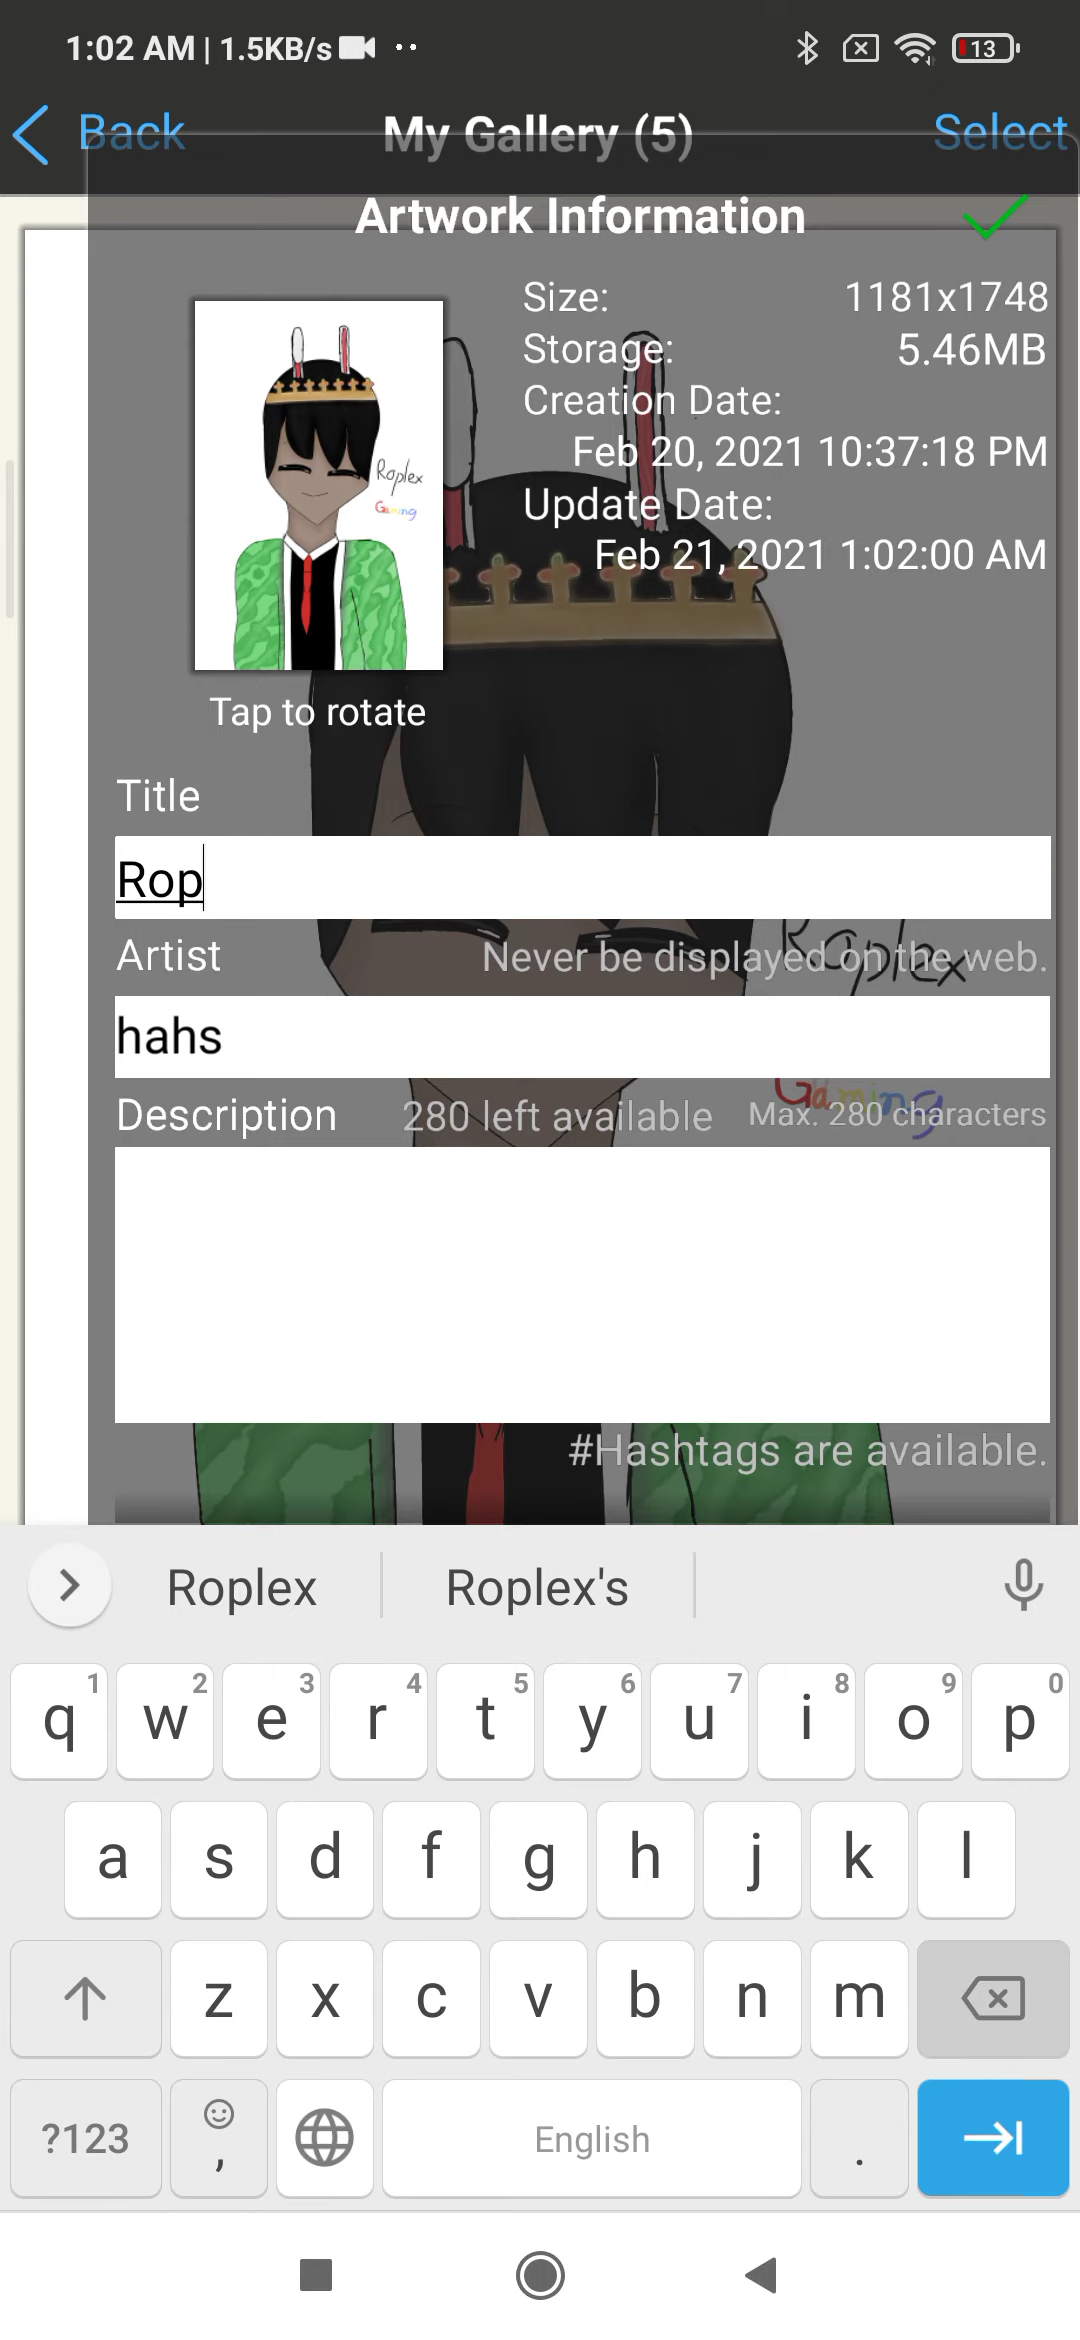 1:02 AM | 1.5KB/s
13
Back
My Gallery (5)
Select
Artwork Information
Size: 1181x1748
Storage: 5.46MB
Creation Date:
Feb 20, 2021 10:37:18 PM
Update Date:
Feb 21, 2021 1:02:00 AM
Roplex
Gaming
Tap to rotate
Title
Rop
Artist Never be displayed on the web.
Roplex
hahs
Gaming
Description 280 left available Max. 280 characters
#Hashtags are available.
Roplex Roplex's
1 2 3 4 5 6 7 8 9 0
q w e r t y u i o p
a s d f g h j k l
z x c v b n m
?123 , English .